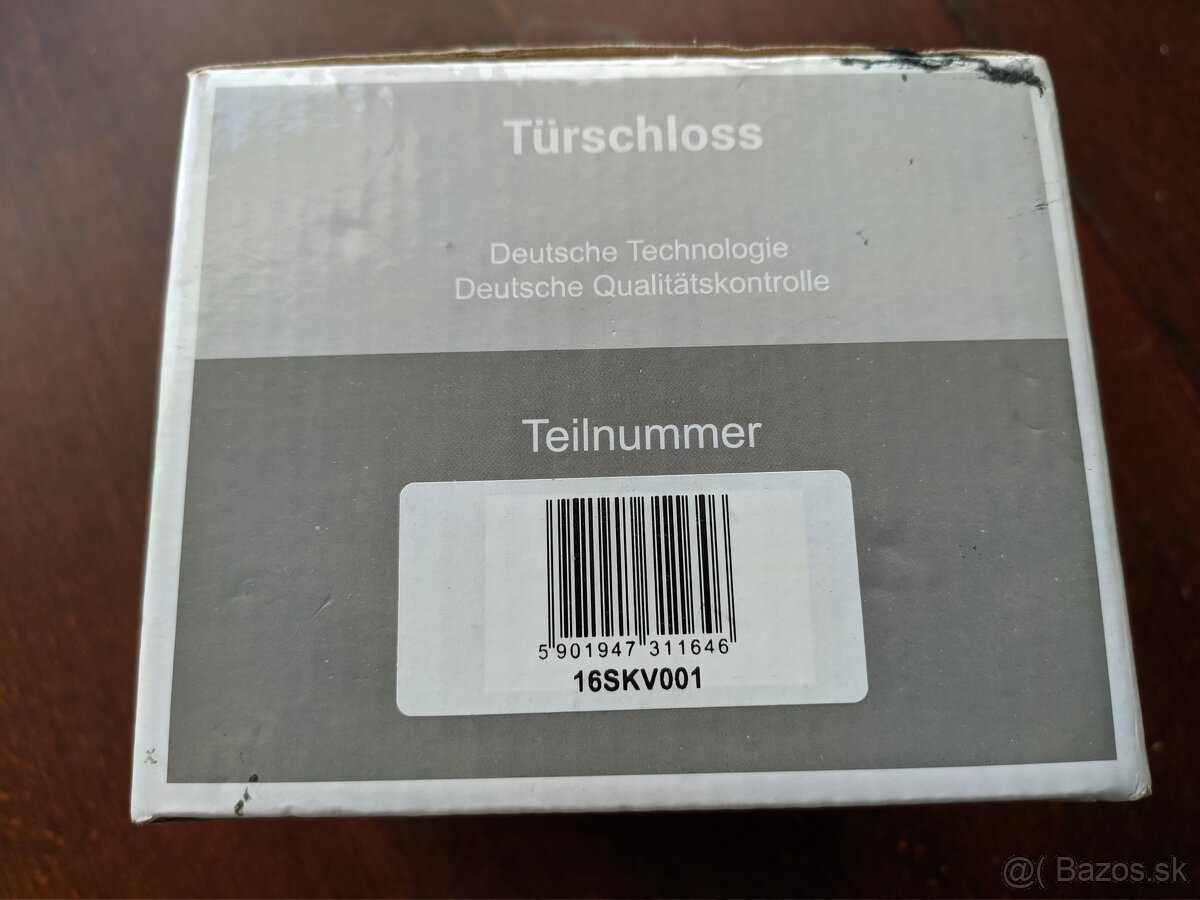 Türschloss
Deutsche Technologie
Deutsche Qualitätskontrolle
Teilnummer
5 901947 311646
16SKV001
@( Bazos.sk